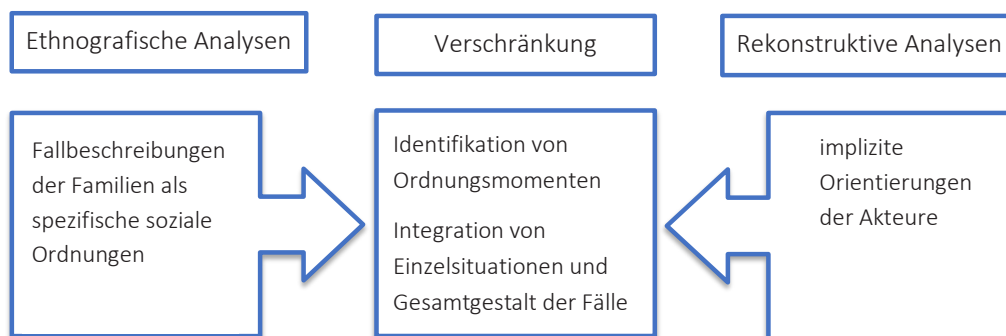 Ethnografische Analysen
Verschränkung
Rekonstruktive Analysen
Fallbeschreibungen
der Familien als
spezifische soziale
Ordnungen
Identifikation von
Ordnungsmomenten
Integration von
Einzelsituationen und
Gesamtgestalt der Fälle
implizite
Orientierungen
der Akteure